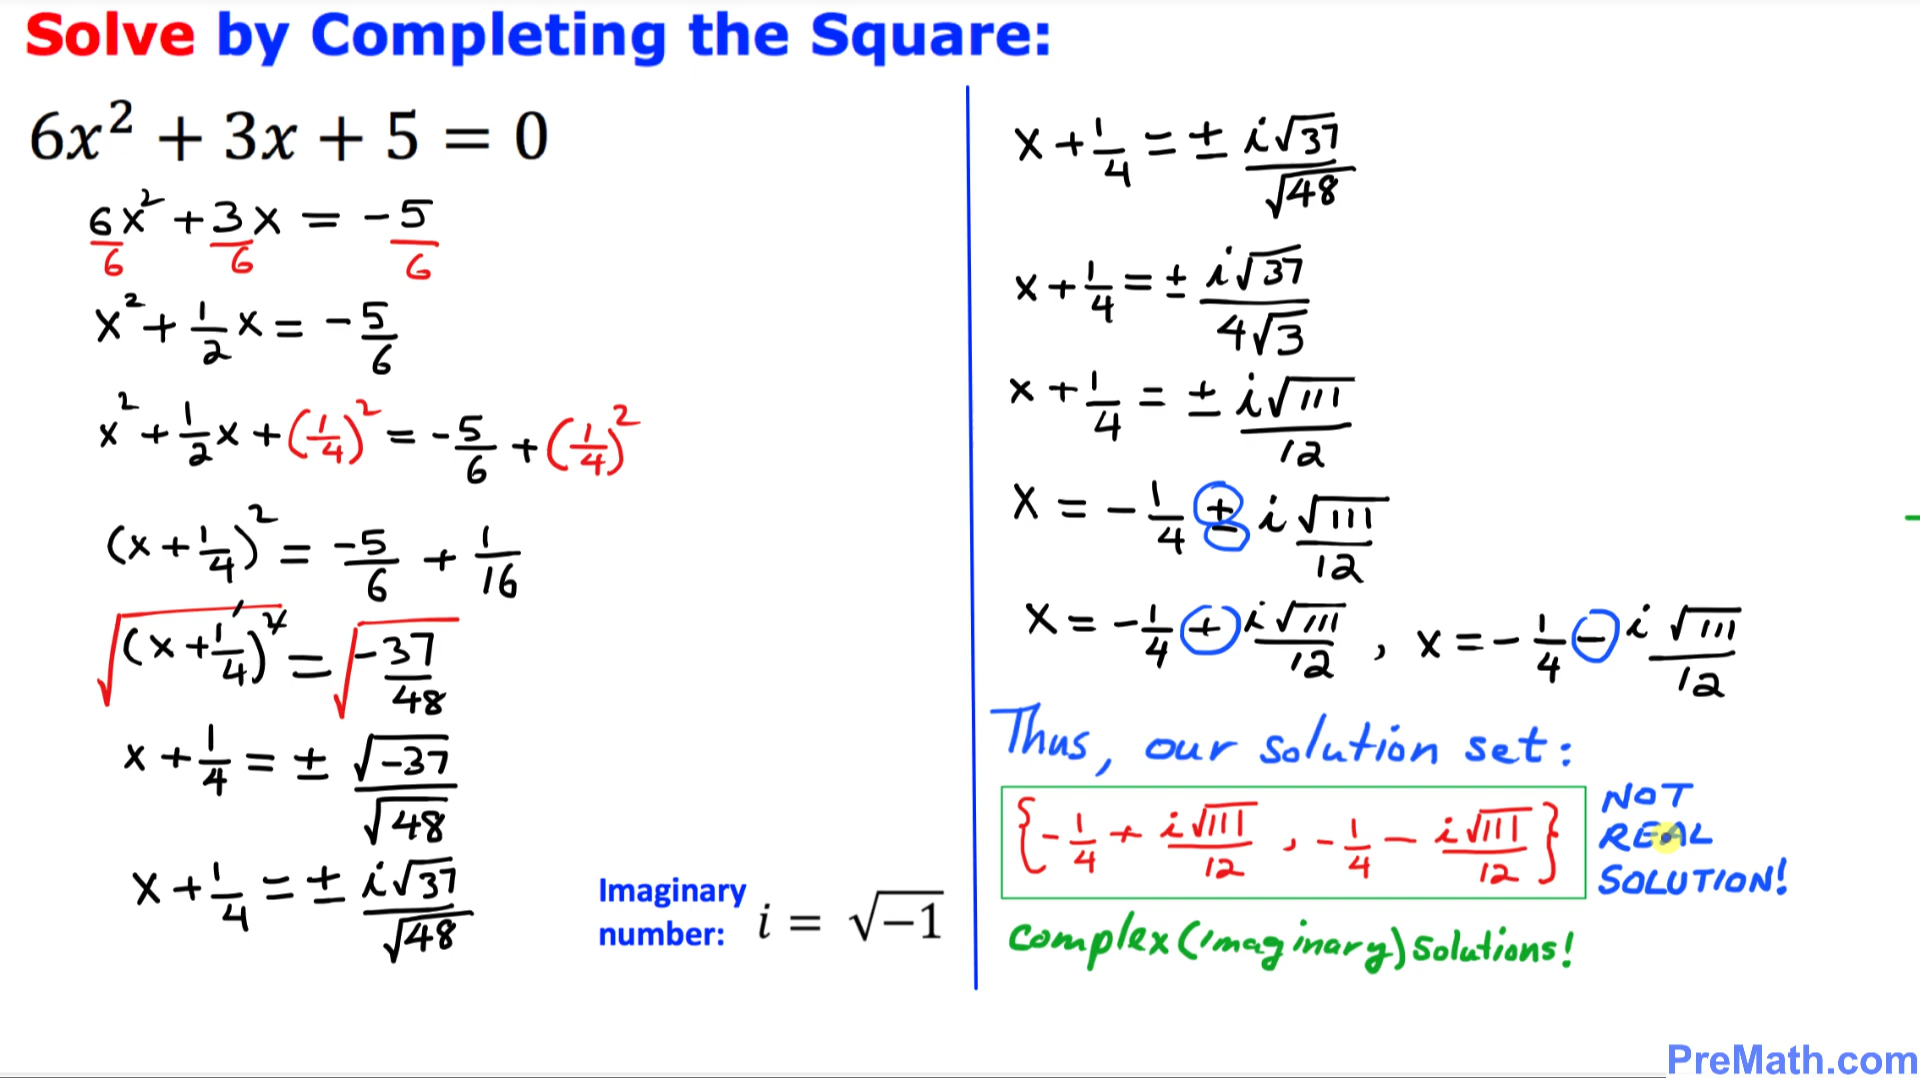 Solve by Completing the Square:
6x² + 3x + 5 = 0
6x²/6 + 3x/6 = -5/6
x² + 1/2 x = -5/6
x² + 1/2 x + (1/4)² = -5/6 + (1/4)²
(x + 1/4)² = -5/6 + 1/16
√(x + 1/4)² = √-37/48
x + 1/4 = ± √-37/√48
x + 1/4 = ± i√37/√48
Imaginary number: i = √-1
x + 1/4 = ± i√37/√48
x + 1/4 = ± i√37/4√3
x + 1/4 = ± i√111/12
x = -1/4 ± i√111/12
x = -1/4 + i√111/12 , x = -1/4 - i√111/12
Thus, our solution set:
{-1/4 + i√111/12 , -1/4 - i√111/12}
NOT
REAL
SOLUTION!
Complex (imaginary) solutions!
PreMath.com